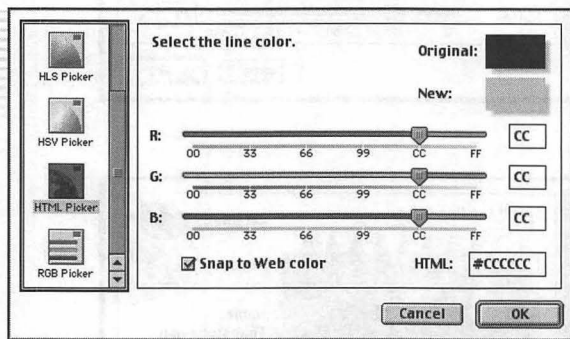 HLS Picker
HSV Picker
HTML Picker
RGB Picker
Select the line color.
Original:
New:
R: CC
00 33 66 99 CC FF
G: CC
00 33 66 99 CC FF
B: CC
00 33 66 99 CC FF
Snap to Web color HTML: #CCCCCC
Cancel OK